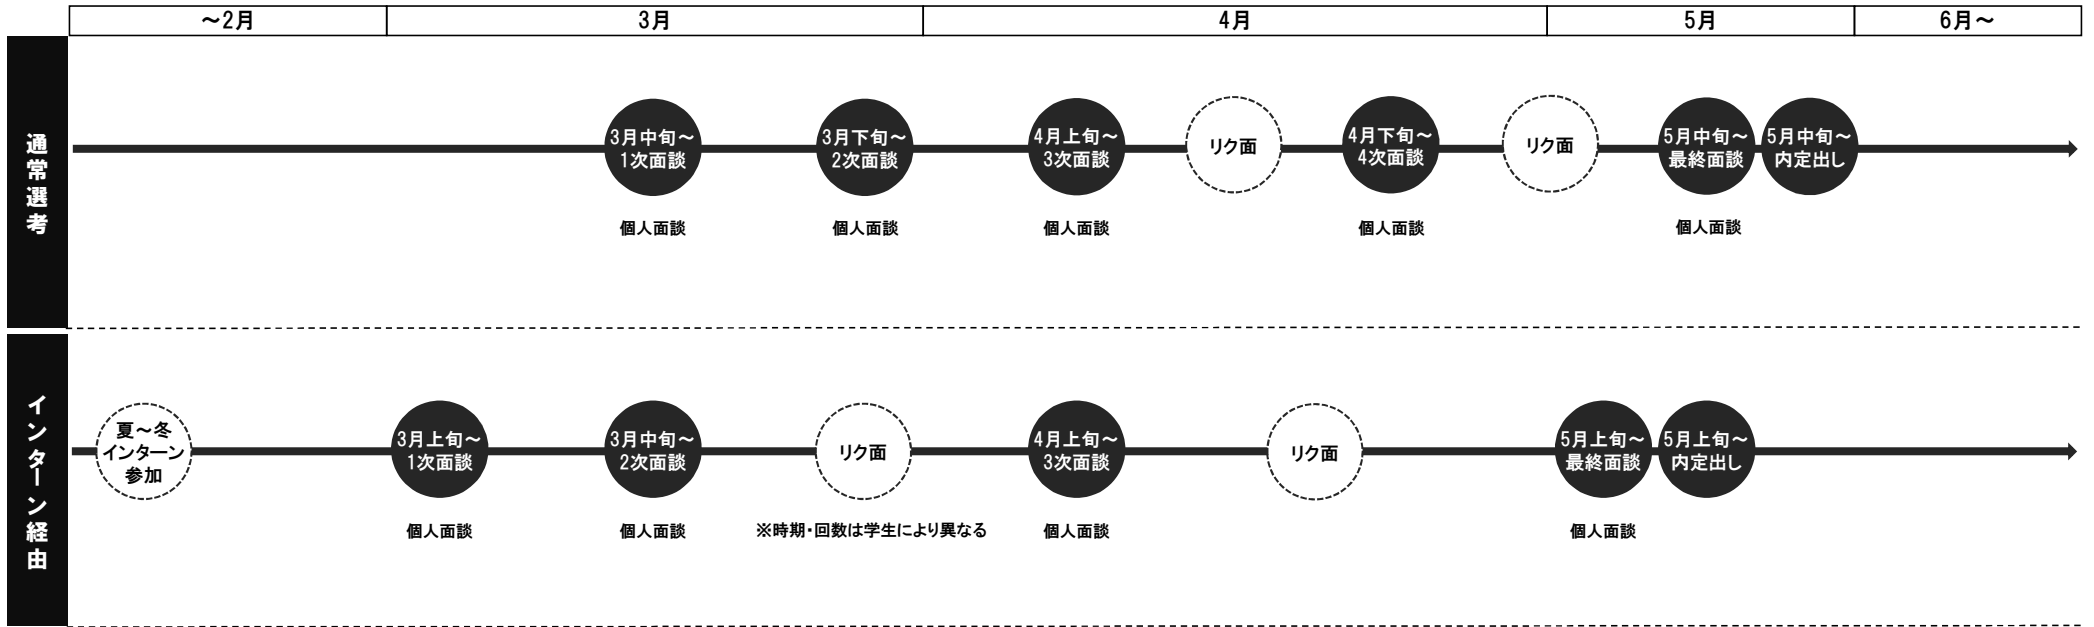 ～2月
3月
4月
5月
6月～
通常選考
3月中旬～
1次面談
個人面談
3月下旬～
2次面談
個人面談
4月上旬～
3次面談
個人面談
リク面
4月下旬～
4次面談
個人面談
リク面
5月中旬～
最終面談
個人面談
5月中旬～
内定出し
インターン経由
夏～冬
インターン
参加
3月上旬～
1次面談
個人面談
3月中旬～
2次面談
個人面談
リク面
※時期・回数は学生により異なる
4月上旬～
3次面談
個人面談
リク面
5月上旬～
最終面談
個人面談
5月上旬～
内定出し